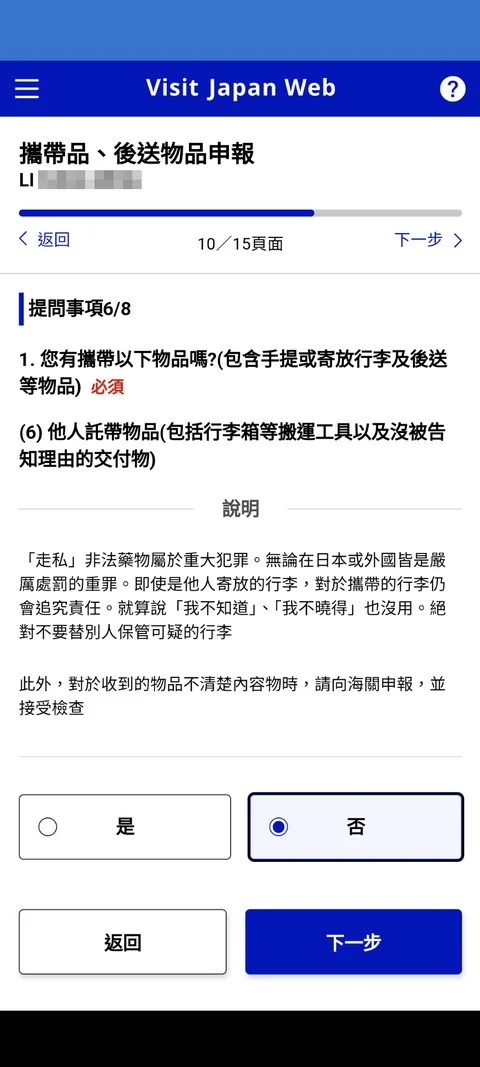 Visit Japan Web
?
攜帶品、後送物品申報
LI
返回
10／15頁面
下一步
提問事項6/8
1. 您有攜帶以下物品嗎?(包含手提或寄放行李及後送
等物品) 必須
(6) 他人託帶物品(包括行李箱等搬運工具以及沒被告
知理由的交付物)
說明
「走私」非法藥物屬於重大犯罪。無論在日本或外國皆是嚴
厲處罰的重罪。即使是他人寄放的行李，對於攜帶的行李仍
會追究責任。就算說「我不知道」、「我不曉得」也沒用。絕
對不要替別人保管可疑的行李
此外，對於收到的物品不清楚內容物時，請向海關申報，並
接受檢查
是
否
返回
下一步